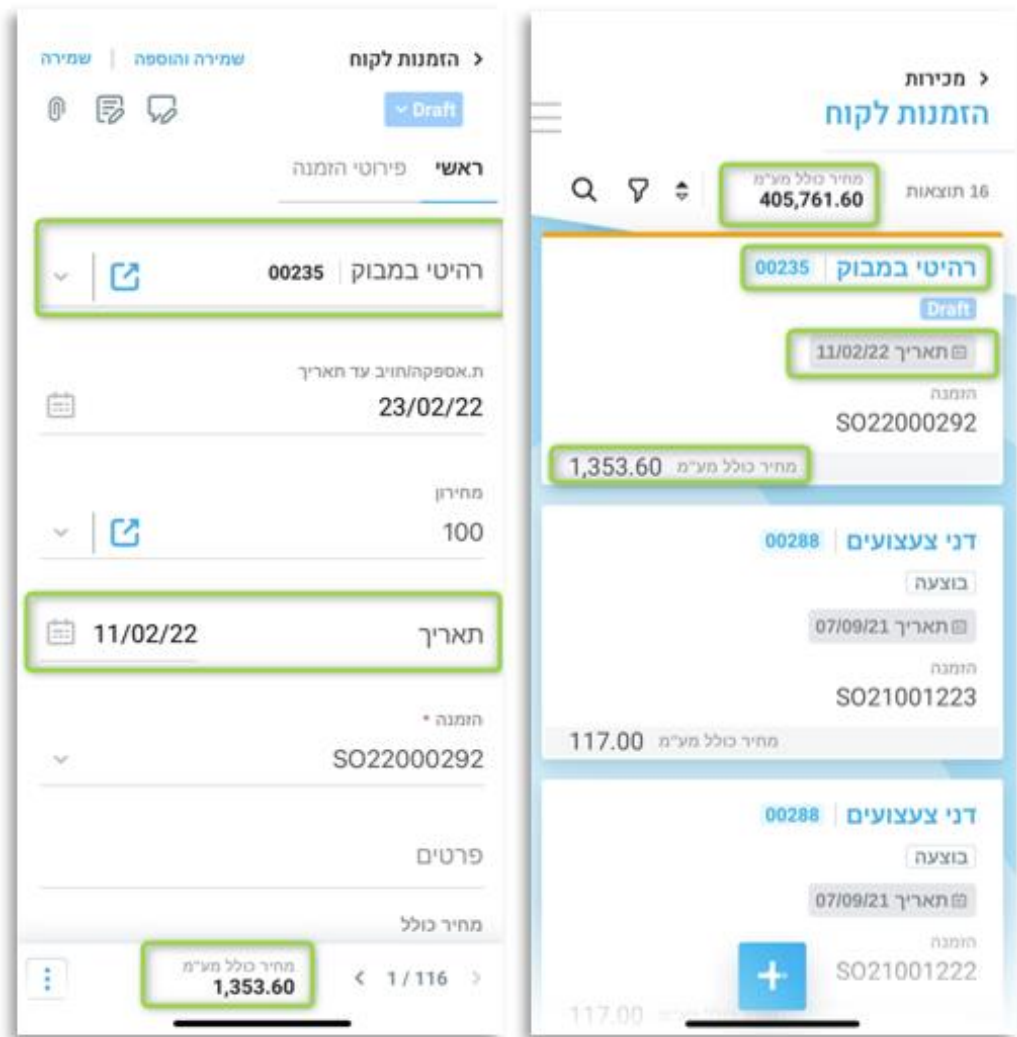 < מכירות
הזמנות לקוח
16 תוצאות
מחיר כולל מע"מ
405,761.60
רהיטי במבוק | 00235
Draft
תאריך 11/02/22
הזמנה
SO22000292
מחיר כולל מע"מ 1,353.60
דני צעצועים | 00288
בוצעה
תאריך 07/09/21
הזמנה
SO21001223
מחיר כולל מע"מ 117.00
דני צעצועים | 00288
בוצעה
תאריך 07/09/21
הזמנה
SO21001222
117.00
< הזמנות לקוח
שמירה והוספה | שמירה
Draft
ראשי פירוטי הזמנה
רהיטי במבוק | 00235
ת.אספקה/חויב עד תאריך
23/02/22
מחירון
100
תאריך 11/02/22
הזמנה *
SO22000292
פרטים
מחיר כולל
1 / 116
מחיר כולל מע"מ
1,353.60